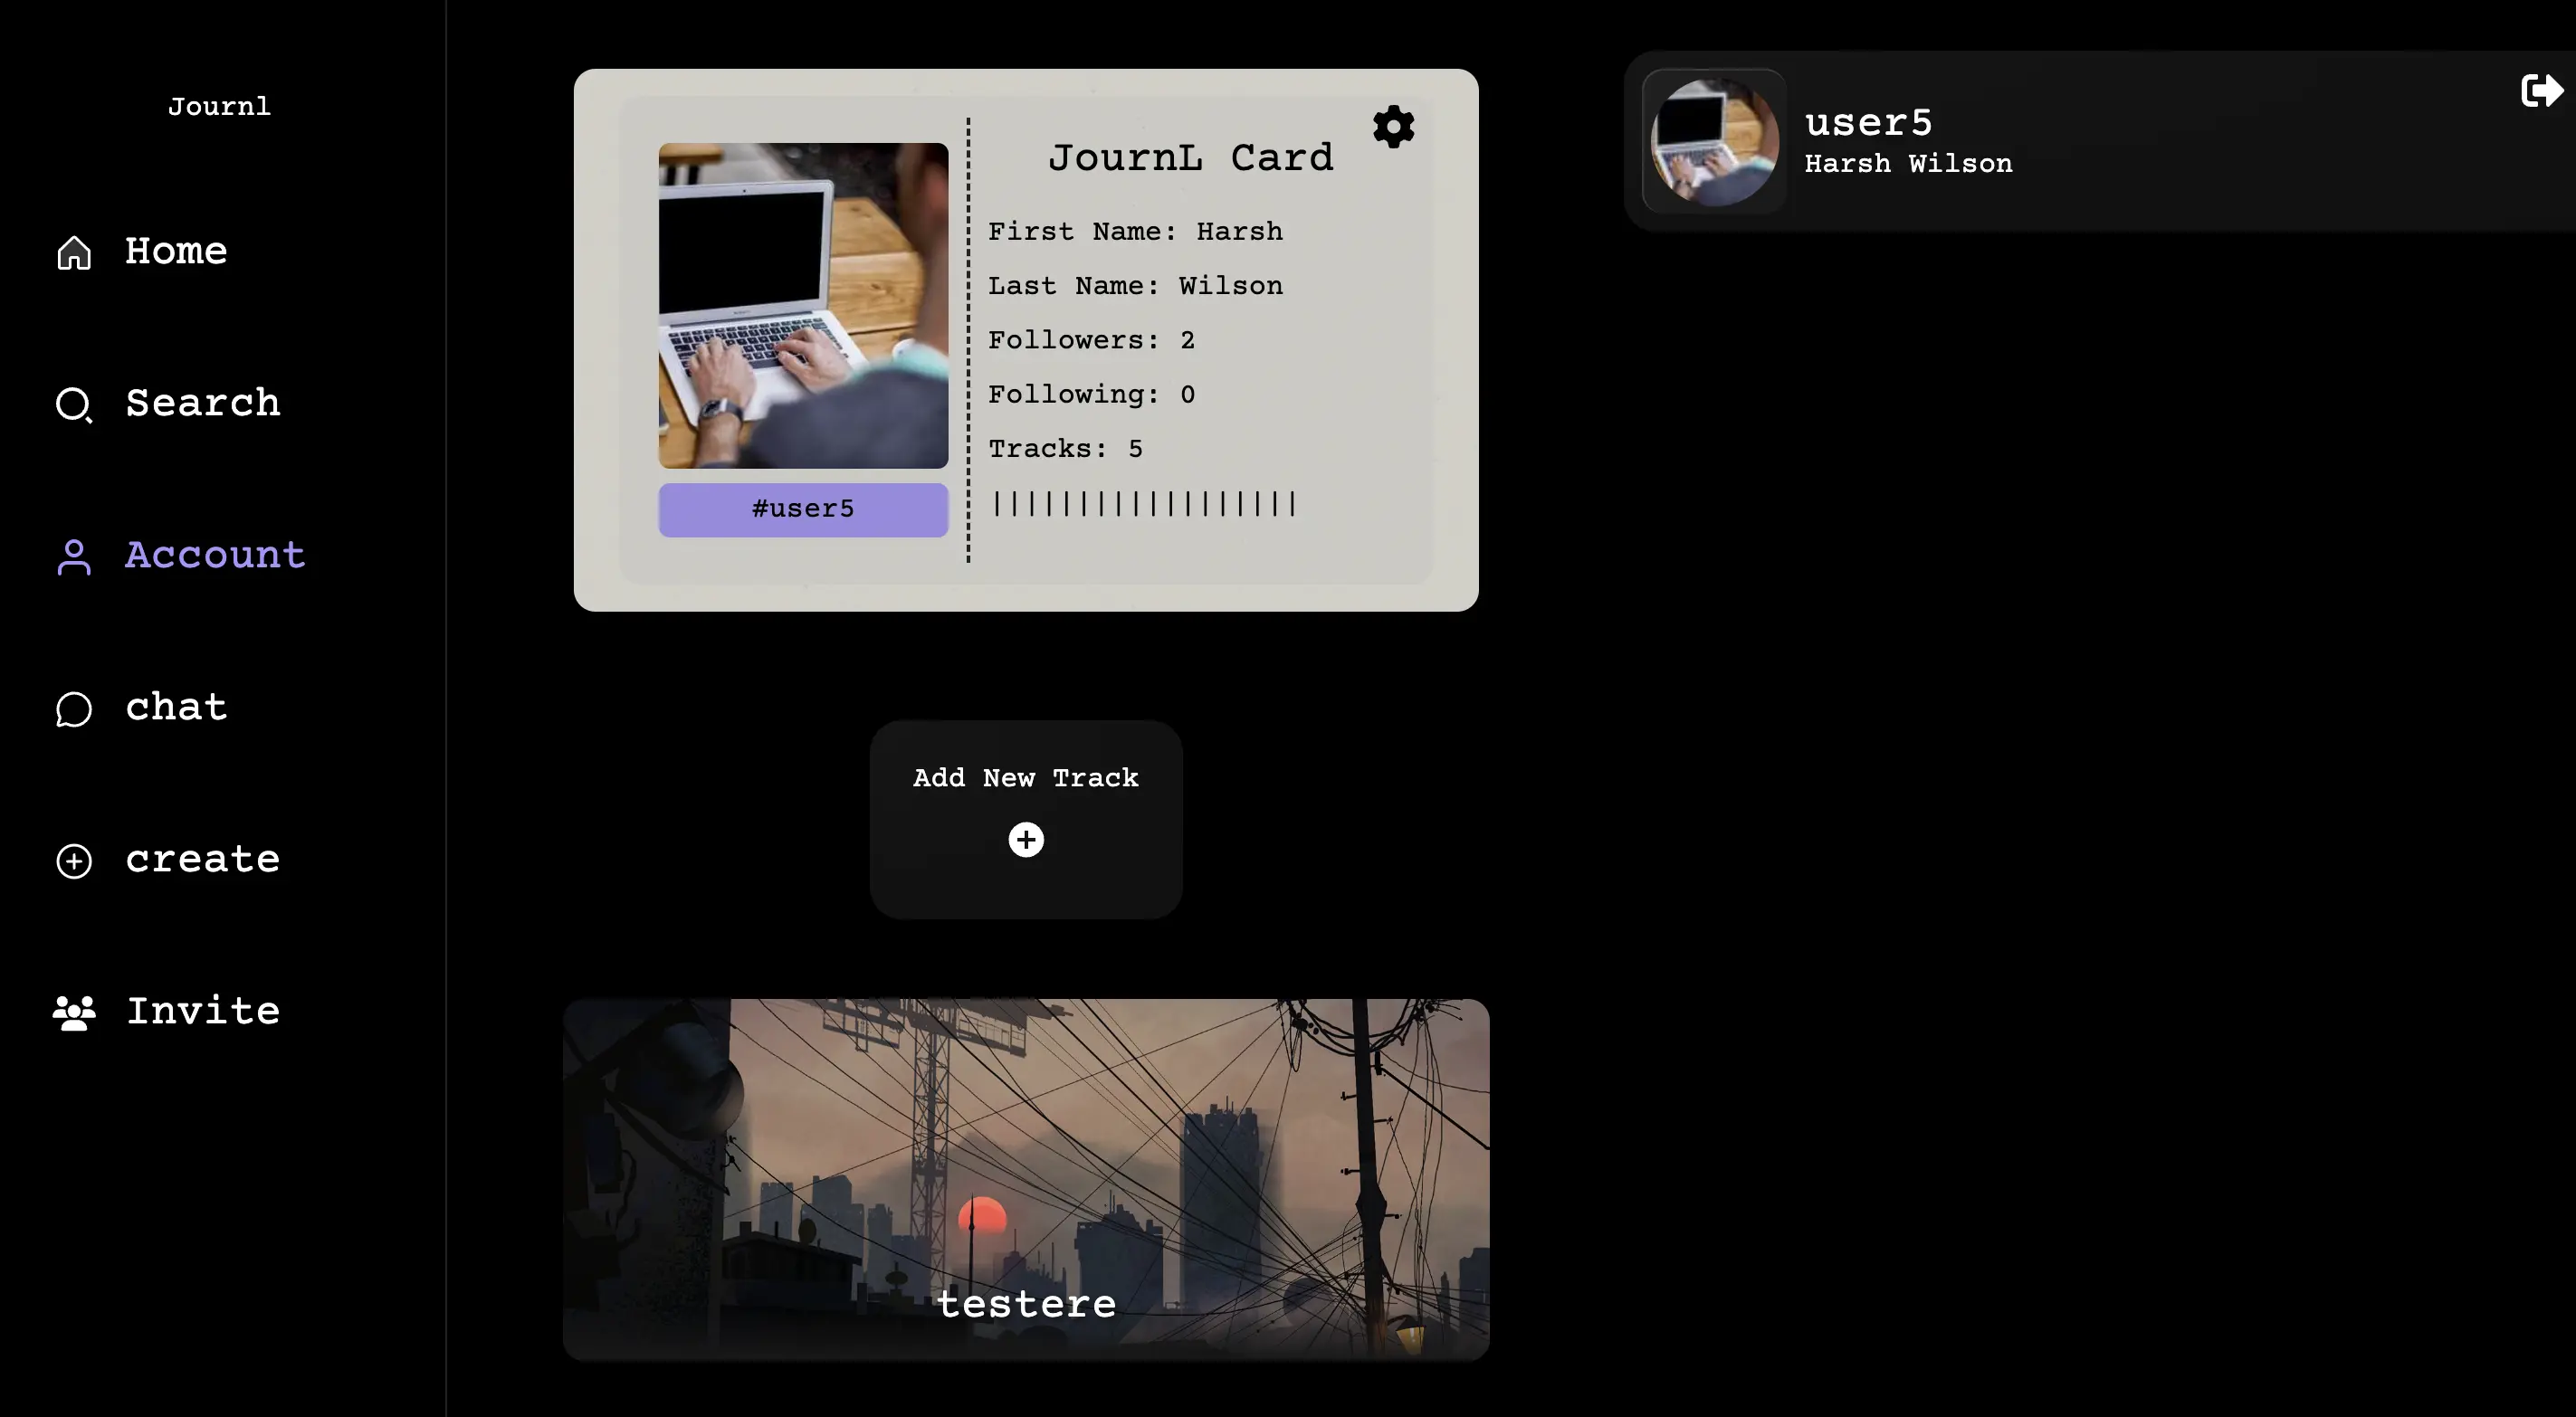 Journl
Home
Search
Account
chat
create
Invite
JournL Card
First Name: Harsh
Last Name: Wilson
Followers: 2
Following: 0
Tracks: 5
|||||||||||||||||| 
#user5
Add New Track
testere
user5
Harsh Wilson